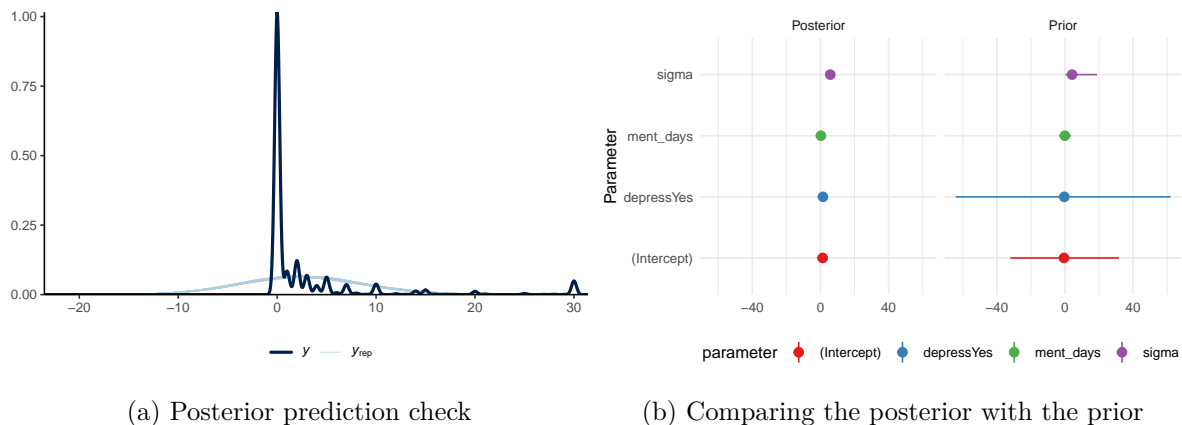 1.00
0.75
0.50
0.25
0.00
−20 −10 0 10 20 30
y yrep
(a) Posterior prediction check
Posterior Prior
Parameter
sigma
ment_days
depressYes
(Intercept)
−40 0 40 −40 0 40
parameter (Intercept) depressYes ment_days sigma
(b) Comparing the posterior with the prior